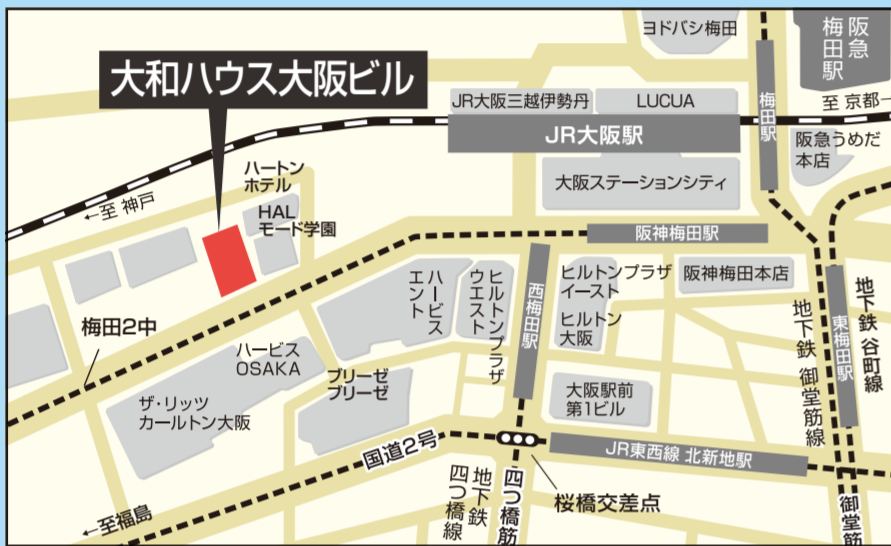 ヨドバシ梅田
阪急
梅田駅
大和ハウス大阪ビル
JR大阪三越伊勢丹
LUCUA
梅田駅
至 京都→
JR大阪駅
阪急うめだ
本店
ハートン
ホテル
大阪ステーションシティ
←至 神戸
HAL
モード学園
阪神梅田駅
ハービス
エント
ヒルトンプラザ
ウエスト
西梅田駅
ヒルトンプラザ
イースト
ヒルトン
大阪
阪神梅田本店
地下鉄 御堂筋線
東梅田駅
地下鉄 谷町線
梅田2中
ハービス
OSAKA
ブリーゼ
ブリーゼ
ザ・リッツ
カールトン大阪
大阪駅前
第1ビル
国道2号
JR東西線 北新地駅
地下鉄
四つ橋線
四つ橋筋
桜橋交差点
御堂筋
←至福島